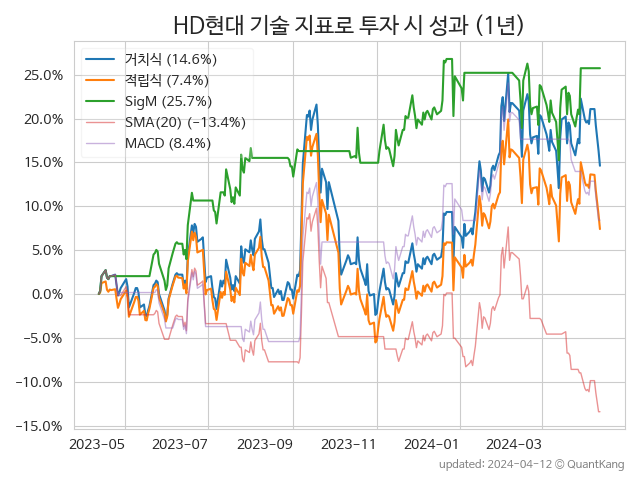 HD현대 기술 지표로 투자 시 성과 (1년)
거치식 (14.6%)
적립식 (7.4%)
SigM (25.7%)
SMA(20) (−13.4%)
MACD (8.4%)
25.0%
20.0%
15.0%
10.0%
5.0%
0.0%
−5.0%
−10.0%
−15.0%
2023-05 2023-07 2023-09 2023-11 2024-01 2024-03
updated: 2024-04-12 © QuantKang